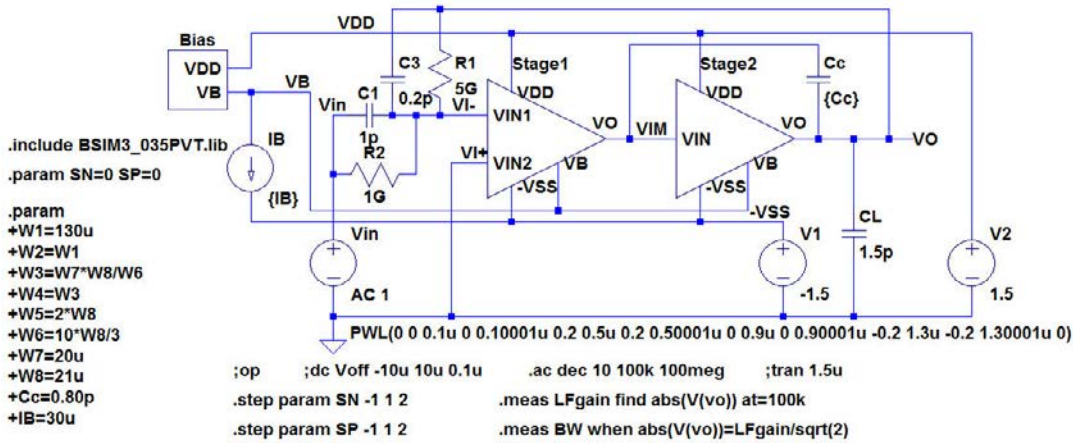 VDD
Bias
VDD
VB
VB
C3
0.2p
R1
5G
Stage1
VDD
Stage2
VDD
Cc
{Cc}
Vin
C1
1p
VI-
VIN1
VO
VIM
VIN
VO
VO
R2
1G
VI+
VIN2
VB
-VSS
VB
-VSS
-VSS
IB
{IB}
.include BSIM3_035PVT.lib
.param SN=0 SP=0
.param
+W1=130u
+W2=W1
+W3=W7*W8/W6
+W4=W3
+W5=2*W8
+W6=10*W8/3
+W7=20u
+W8=21u
+Cc=0.80p
+IB=30u
Vin
AC 1
V1
-1.5
CL
1.5p
V2
1.5
PWL(0 0 0.1u 0 0.10001u 0.2 0.5u 0.2 0.50001u 0 0.9u 0 0.90001u -0.2 1.3u -0.2 1.30001u 0)
;op ;dc Voff -10u 10u 0.1u .ac dec 10 100k 100meg ;tran 1.5u
.step param SN -1 1 2 .meas LFgain find abs(V(vo)) at=100k
.step param SP -1 1 2 .meas BW when abs(V(vo))=LFgain/sqrt(2)